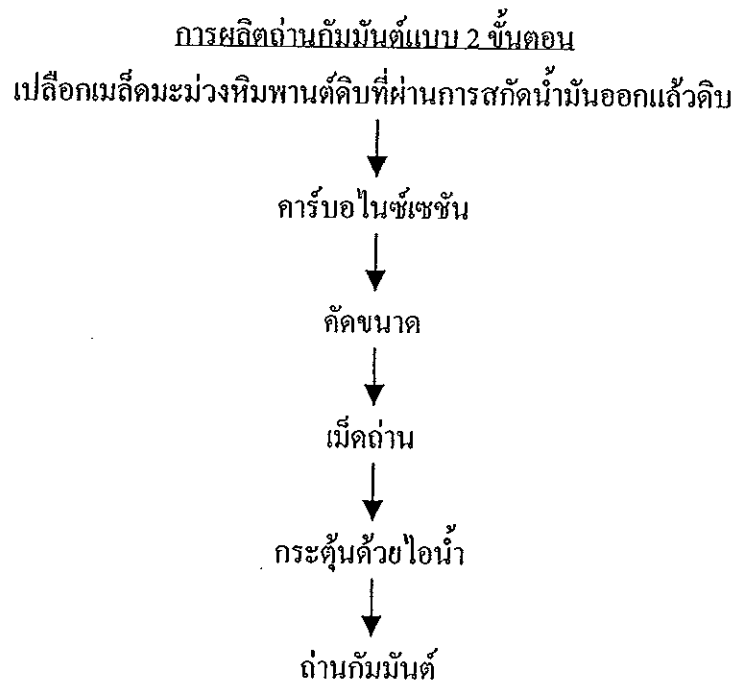 การผลิตถ่านกัมมันต์แบบ 2 ขั้นตอน
เปลือกเมล็ดมะม่วงหิมพานต์ดิบที่ผ่านการสกัดน้ำมันออกแล้วดิบ
คาร์บอไนซ์เซชัน
คัดขนาด
เม็ดถ่าน
กระตุ้นด้วยไอน้ำ
ถ่านกัมมันต์